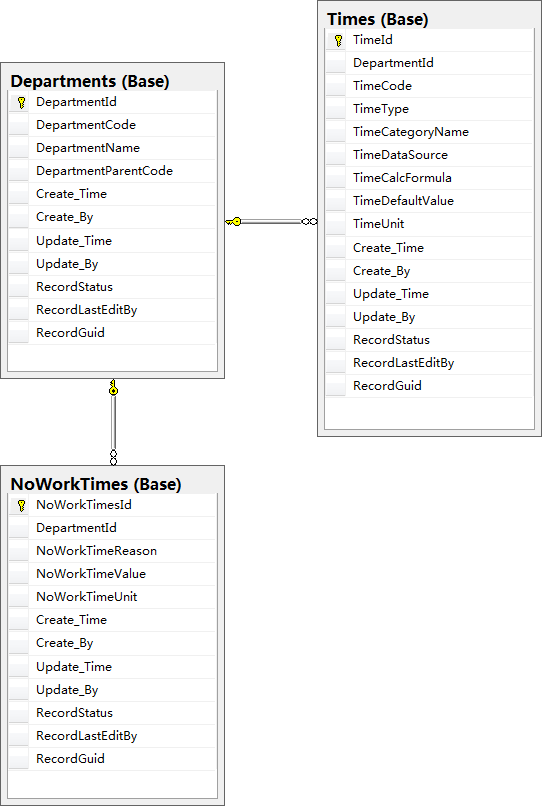 Departments (Base)
DepartmentId
DepartmentCode
DepartmentName
DepartmentParentCode
Create_Time
Create_By
Update_Time
Update_By
RecordStatus
RecordLastEditBy
RecordGuid
Times (Base)
TimeId
DepartmentId
TimeCode
TimeType
TimeCategoryName
TimeDataSource
TimeCalcFormula
TimeDefaultValue
TimeUnit
Create_Time
Create_By
Update_Time
Update_By
RecordStatus
RecordLastEditBy
RecordGuid
NoWorkTimes (Base)
NoWorkTimesId
DepartmentId
NoWorkTimeReason
NoWorkTimeValue
NoWorkTimeUnit
Create_Time
Create_By
Update_Time
Update_By
RecordStatus
RecordLastEditBy
RecordGuid